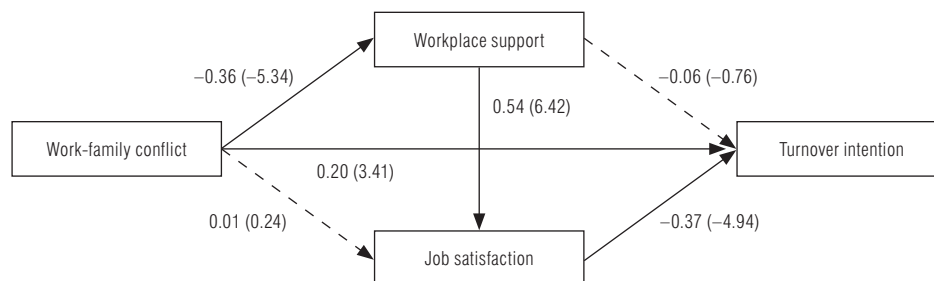 Workplace support
−0.36 (−5.34)
−0.06 (−0.76)
0.54 (6.42)
Work-family conflict
Turnover intention
0.20 (3.41)
0.01 (0.24)
−0.37 (−4.94)
Job satisfaction